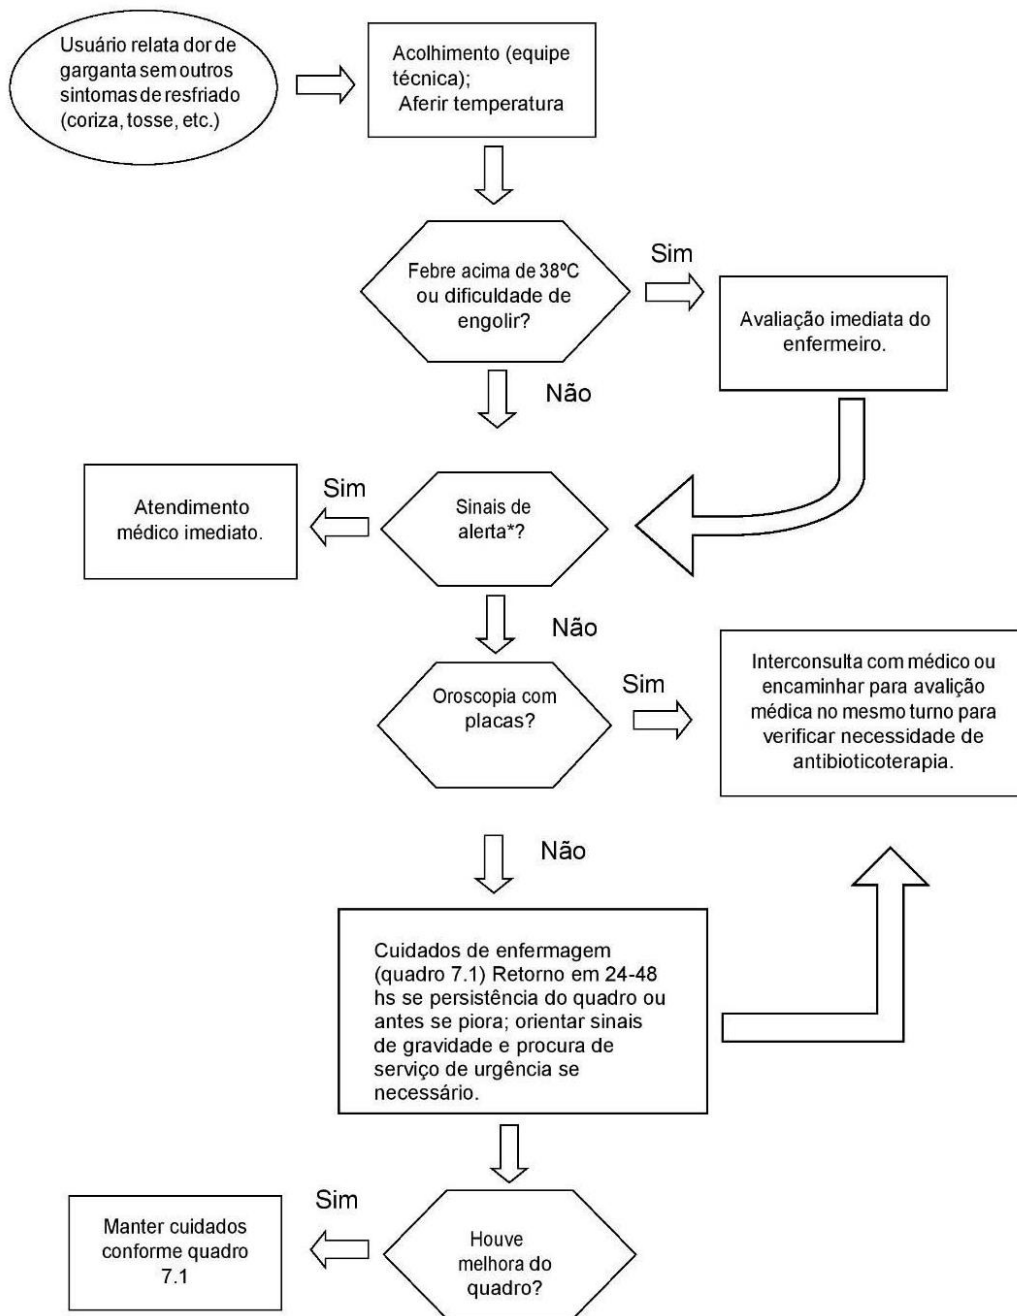 Usuário relata dor de
garganta sem outros
sintomas de resfriado
(coriza, tosse, etc.)
Acolhimento (equipe
técnica);
Aferir temperatura
Febre acima de 38ºC
ou dificuldade de
engolir?
Sim
Avaliação imediata do
enfermeiro.
Não
Sinais de
alerta*?
Sim
Atendimento
médico imediato.
Não
Oroscopia com
placas?
Sim
Interconsulta com médico ou
encaminhar para avalição
médica no mesmo turno para
verificar necessidade de
antibioticoterapia.
Não
Cuidados de enfermagem
(quadro 7.1) Retorno em 24-48
hs se persistência do quadro ou
antes se piora; orientar sinais
de gravidade e procura de
serviço de urgência se
necessário.
Houve
melhora do
quadro?
Sim
Manter cuidados
conforme quadro
7.1